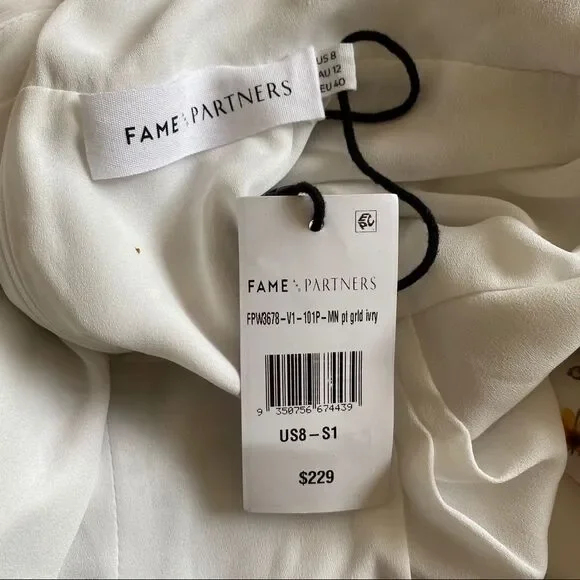 FAME PARTNERS
US 8
AU 12
EU 40
FAME PARTNERS
FPW3678-V1-101P-MN pt grld ivry
9 350756 674439
US8-S1
$229